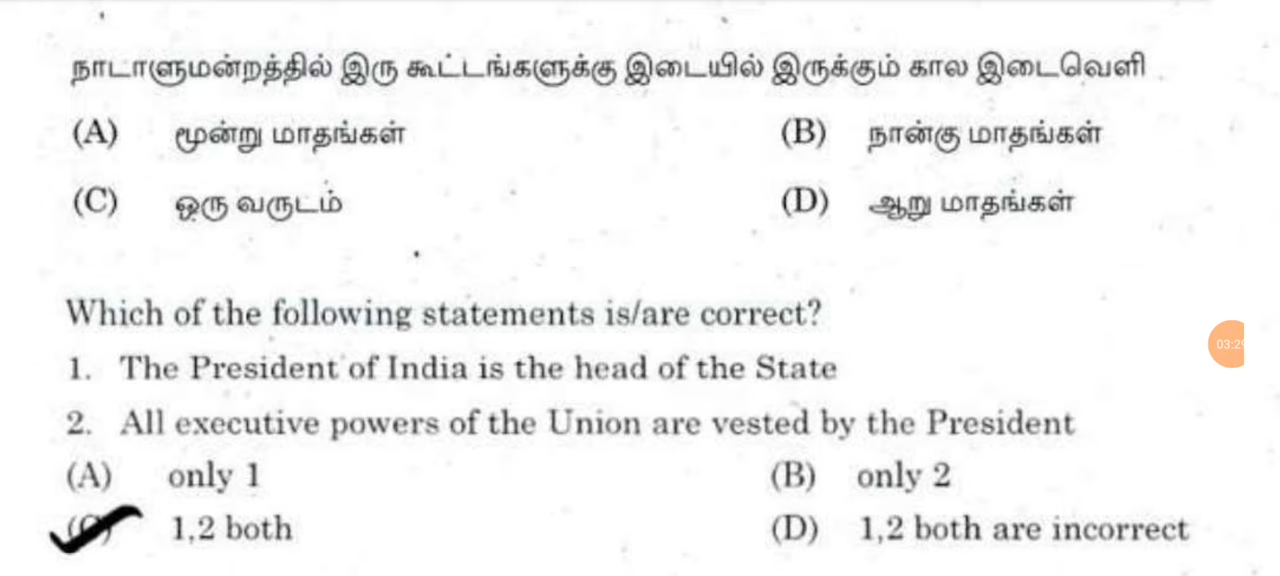 நாடாளுமன்றத்தில் இரு கூட்டங்களுக்கு இடையில் இருக்கும் கால இடைவெளி
(A) மூன்று மாதங்கள் (B) நான்கு மாதங்கள்
(C) ஒரு வருடம் (D) ஆறு மாதங்கள்
Which of the following statements is/are correct?
1. The President of India is the head of the State
2. All executive powers of the Union are vested by the President
(A) only 1 (B) only 2
(C) 1,2 both (D) 1,2 both are incorrect
03:29